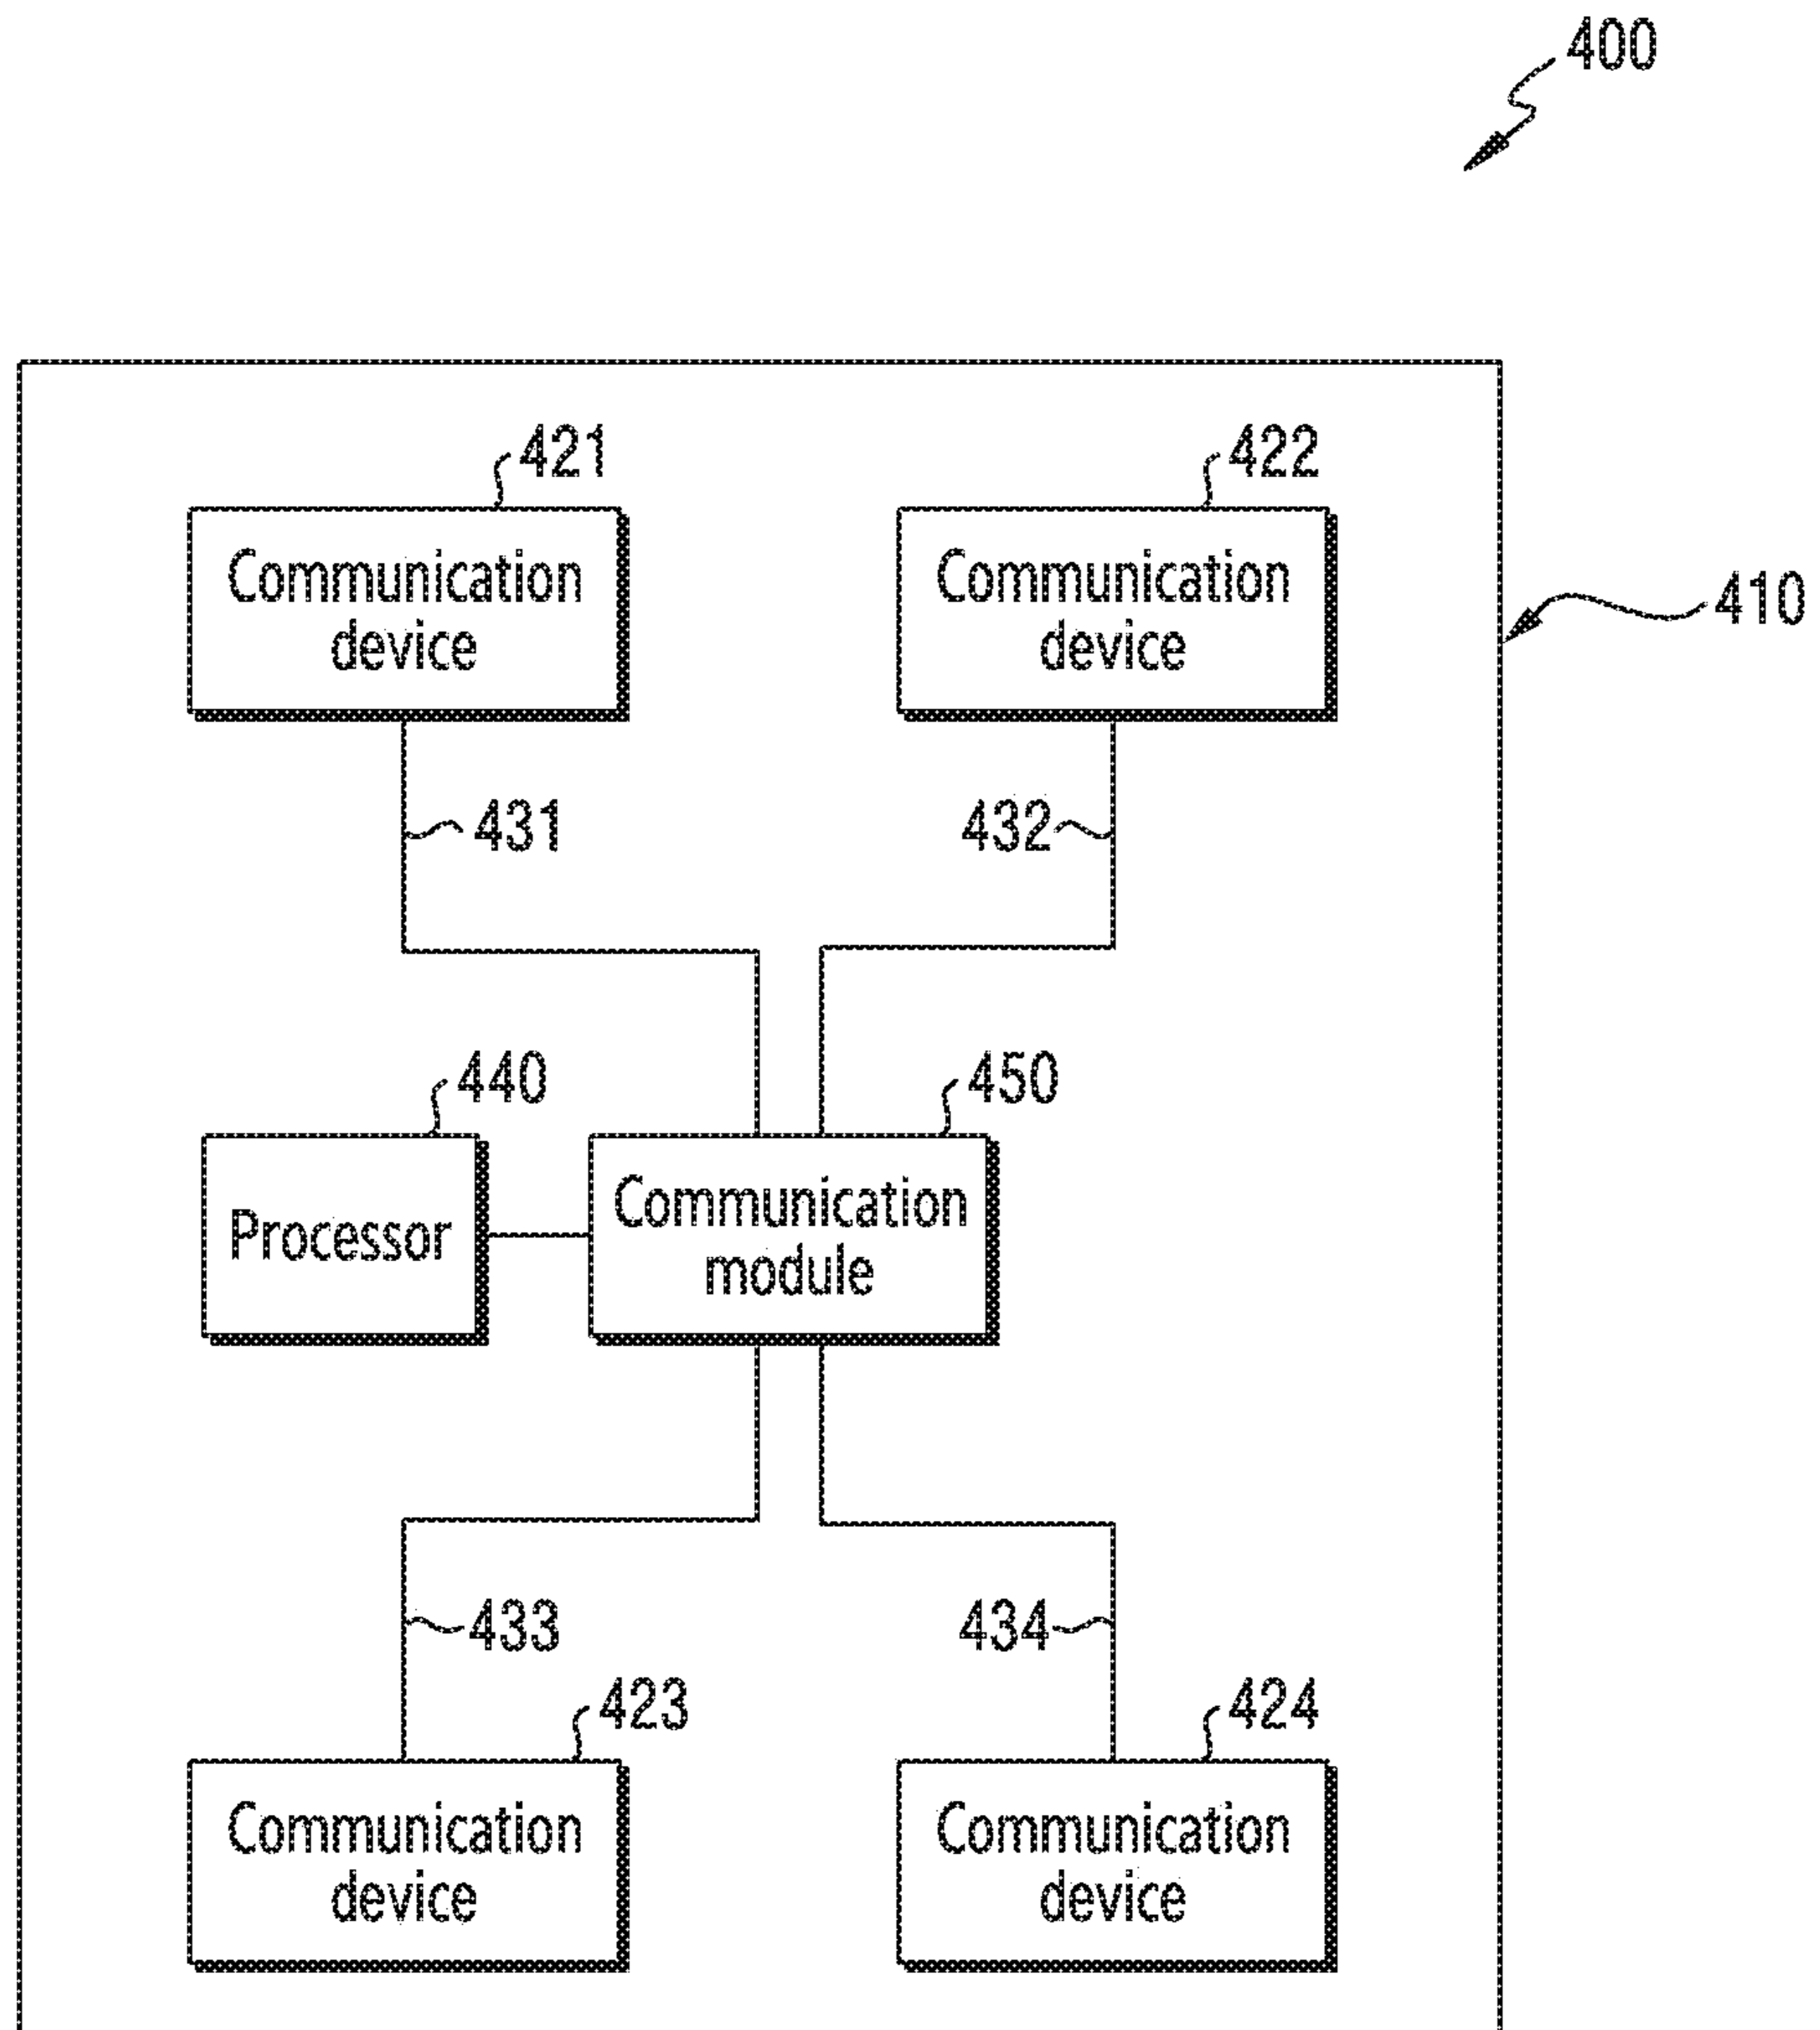 400
421
422
Communication
device
Communication
device
410
431
432
440
450
Processor
Communication
module
433
434
423
424
Communication
device
Communication
device